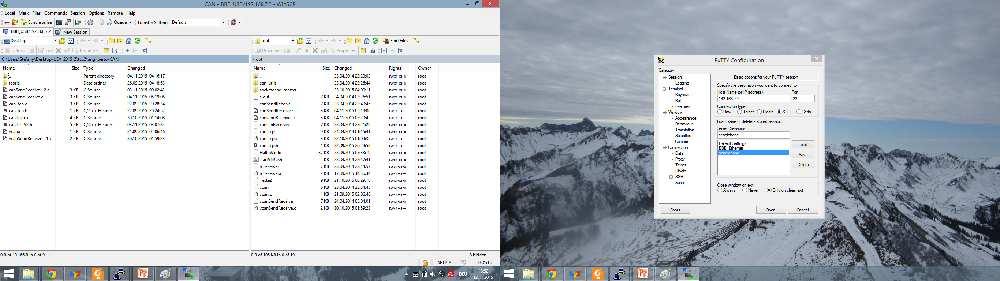 CAN - BBB_USB/192.168.7.2 - WinSCP
Local Mark Files Commands Session Options Remote Help
Synchronize Queue Transfer Settings Default
BBB_USB/192.168.7.2 New Session
Desktop root Find Files
Upload Edit Properties Download Edit Properties
C:\Users\Stefany\Desktop\UEA_2015_2\tcc2\angilberto\CAN
Name Size Type Changed
.. Parent directory 04.11.2015 04:16:17
teoria Dateiordner 26.09.2015 04:18:53
canSendReceive - 2.c 3 KB C Source 03.11.2015 00:02:42
canSendReceive.c 3 KB C Source 04.11.2015 05:19:06
can-tcp.c 3 KB C Source 22.09.2015 20:28:34
can-tcp.h 1 KB C/C++ Header 22.09.2015 20:24:52
canTeste.c 4 KB C Source 30.10.2015 01:14:08
canTestV2.h 5 KB C/C++ Header 03.11.2015 03:07:34
vcan.c 1 KB C Source 21.09.2015 02:06:46
vcanSendReceive - 1.c 2 KB C Source 30.10.2015 01:59:23
0 B of 19.166 B in 0 of 9
/root
Name Size Changed Rights Owner
.. 23.04.2014 22:20:02 rwxr-xr-x root
can-utils 23.04.2014 23:26:44 rwxr-xr-x root
socketcand-master 23.10.2015 04:00:11 rwxr-xr-x root
a.out 7 KB 24.04.2014 03:26:51 rwxr-xr-x root
canSendReceive 7 KB 23.04.2014 22:40:45 rwxr-xr-x root
canSendReceive.c 3 KB 04.11.2015 05:19:06 rw-r--r-- root
cansendReceivee.c 3 KB 04.11.2015 02:20:45 rwxr-xr-x root
cansenReceivee 7 KB 23.04.2014 23:21:29 rwxr-xr-x root
can-tcp 9 KB 24.04.2014 01:15:41 rwxr-xr-x root
can-tcp.c 3 KB 22.10.2015 01:09:36 rw-r--r-- root
can-tcp.h 1 KB 22.09.2015 20:24:52 rw-r--r-- root
HalloWorld 37 KB 23.09.2015 07:33:19 rwxr-xr-x root
startVNC.sh 1 KB 23.04.2014 22:47:41 rwxr-xr-x root
tcp-server 7 KB 23.04.2014 22:44:57 rwxr-xr-x root
tcp-server.c 2 KB 17.09.2015 14:36:34 rw-r--r-- root
Teste2 9 KB 21.10.2015 00:29:18 rwxr-xr-x root
vcan 6 KB 23.04.2014 23:34:45 rwxr-xr-x root
vcan.c 1 KB 21.09.2015 02:06:46 rw-r--r-- root
vcanSendReceive 7 KB 24.04.2014 05:04:01 rwxr-xr-x root
vcanSendReceive.c 2 KB 30.10.2015 01:59:23 rw-r--r-- root
0 B of 105 KB in 0 of 19 8 hidden
SFTP-3 0:01:15
DEU 18:52
12.11.2015
PuTTY Configuration
Category:
Session
Logging
Terminal
Keyboard
Bell
Features
Window
Appearance
Behaviour
Translation
Selection
Colours
Connection
Data
Proxy
Telnet
Rlogin
SSH
Serial
Basic options for your PuTTY session
Specify the destination you want to connect to
Host Name (or IP address) Port
192.168.7.2 22
Connection type:
Raw Telnet Rlogin SSH Serial
Load, save or delete a stored session
Saved Sessions
beaglebone
Default Settings
BBB_Ethernet
beaglebone
Load
Save
Delete
Close window on exit:
Always Never Only on clean exit
About Open Cancel